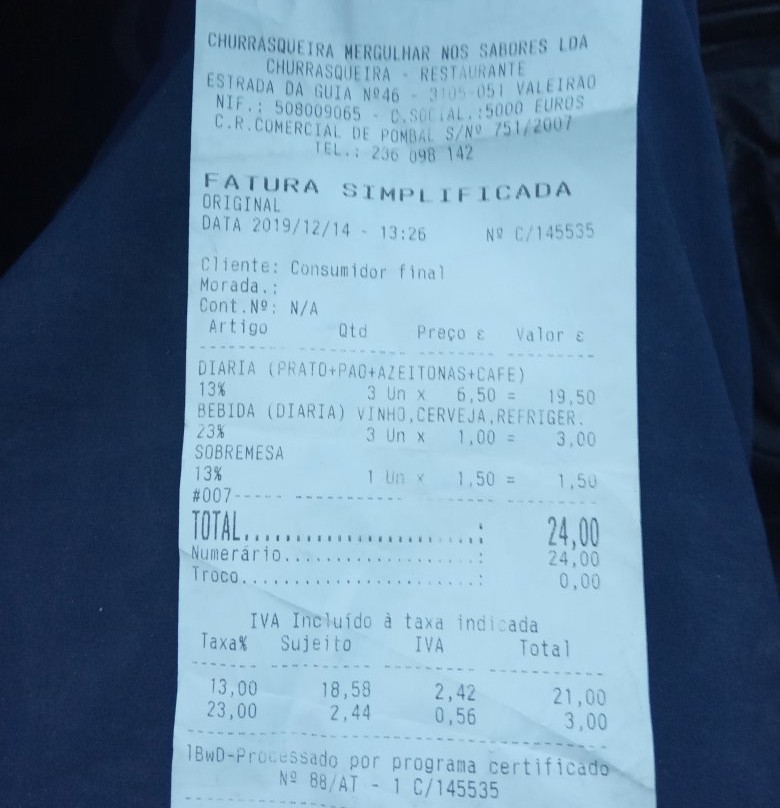 CHURRASQUEIRA MERGULHAR NOS SABORES LDA
CHURRASQUEIRA - RESTAURANTE
ESTRADA DA GUIA Nº46 - 3105-051 VALEIRAO
NIF.: 508009065 - C.SOCIAL.:5000 EUROS
C.R.COMERCIAL DE POMBAL S/Nº 751/2007
TEL.: 236 098 142
FATURA SIMPLIFICADA
ORIGINAL
DATA 2019/12/14 - 13:26 Nº C/145535
Cliente: Consumidor final
Morada.:
Cont.Nº: N/A
Artigo Qtd Preço ε Valor ε
DIARIA (PRATO+PAO+AZEITONAS+CAFE)
13% 3 Un x 6,50 = 19,50
BEBIDA (DIARIA) VINHO,CERVEJA,REFRIGER.
23% 3 Un x 1,00 = 3,00
SOBREMESA
13% 1 Un x 1,50 = 1,50
#007----- ------------ --------- ---------
TOTAL.........................: 24,00
Numerário....................: 24,00
Troco........................: 0,00
IVA Incluído à taxa indicada
Taxa% Sujeito IVA Total
13,00 18,58 2,42 21,00
23,00 2,44 0,56 3,00
1BwD-Processado por programa certificado
Nº 88/AT - 1 C/145535